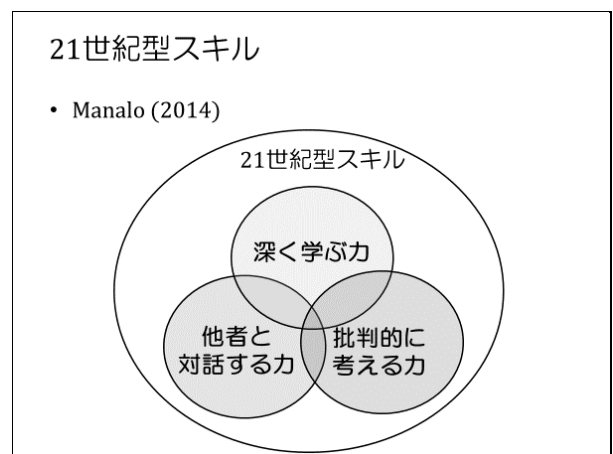 21世紀型スキル
• Manalo (2014)
21世紀型スキル
深く学ぶ力
他者と
対話する力
批判的に
考える力